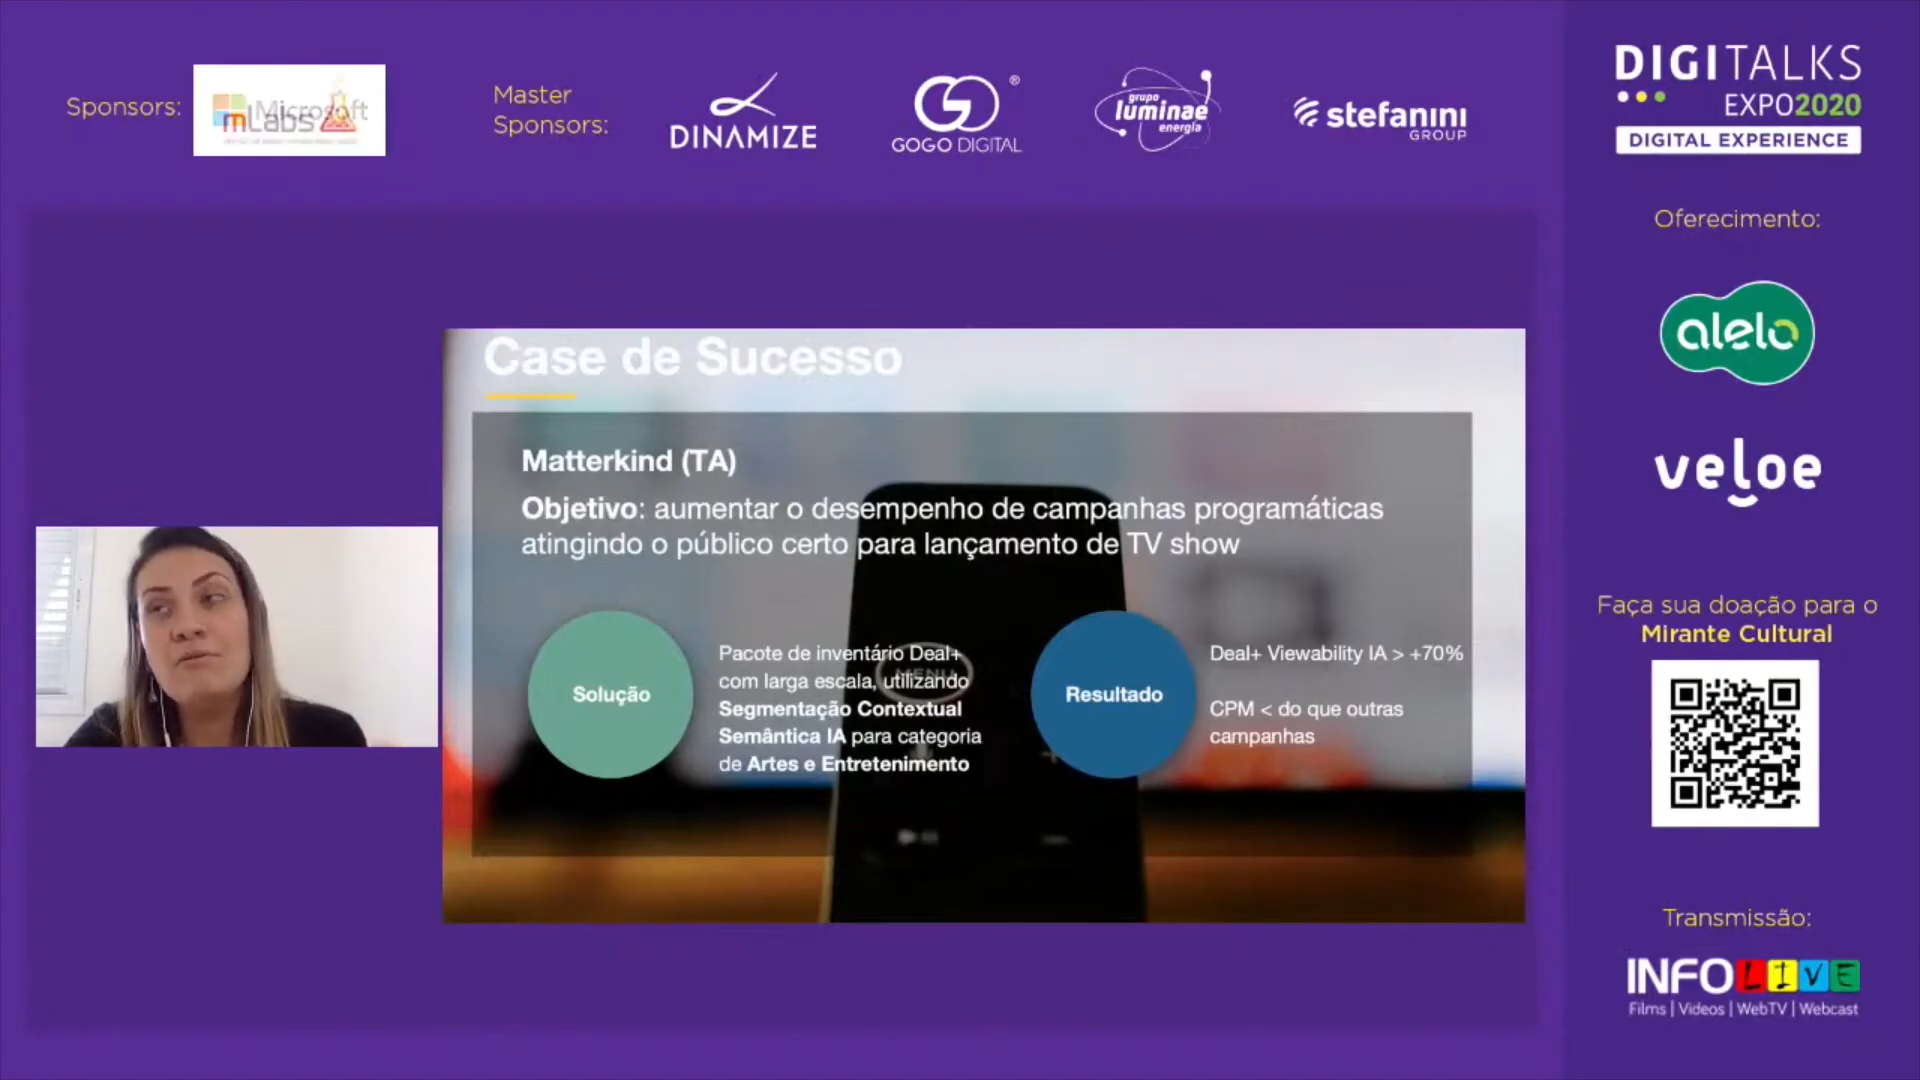 Sponsors:
Microsoft
mLabs
Master
Sponsors:
DINAMIZE
GOGO DIGITAL
®
grupo
luminae
energia
stefanini
GROUP
DIGITALKS
EXPO2020
DIGITAL EXPERIENCE
Oferecimento:
alelo
veloe
Faça sua doação para o
Mirante Cultural
Transmissão:
INFOLIVE
Films | Videos | WebTV | Webcast
Case de Sucesso
Matterkind (TA)
Objetivo: aumentar o desempenho de campanhas programáticas
atingindo o público certo para lançamento de TV show
Solução
Pacote de inventário Deal+
com larga escala, utilizando
Segmentação Contextual
Semântica IA para categoria
de Artes e Entretenimento
MENU
Resultado
Deal+ Viewability IA > +70%
CPM < do que outras
campanhas